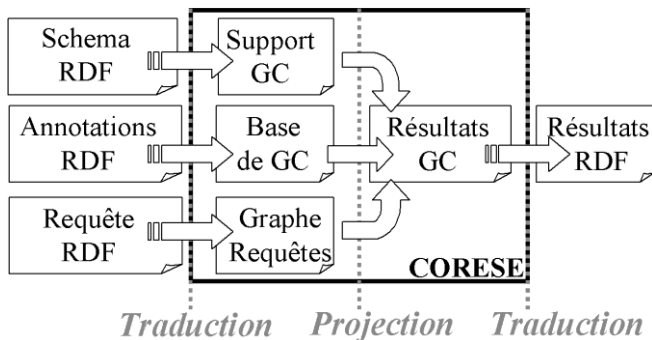 Schema
RDF
Support
GC
Annotations
RDF
Base
de GC
Résultats
GC
Résultats
RDF
Requête
RDF
Graphe
Requêtes
CORESE
Traduction
Projection
Traduction